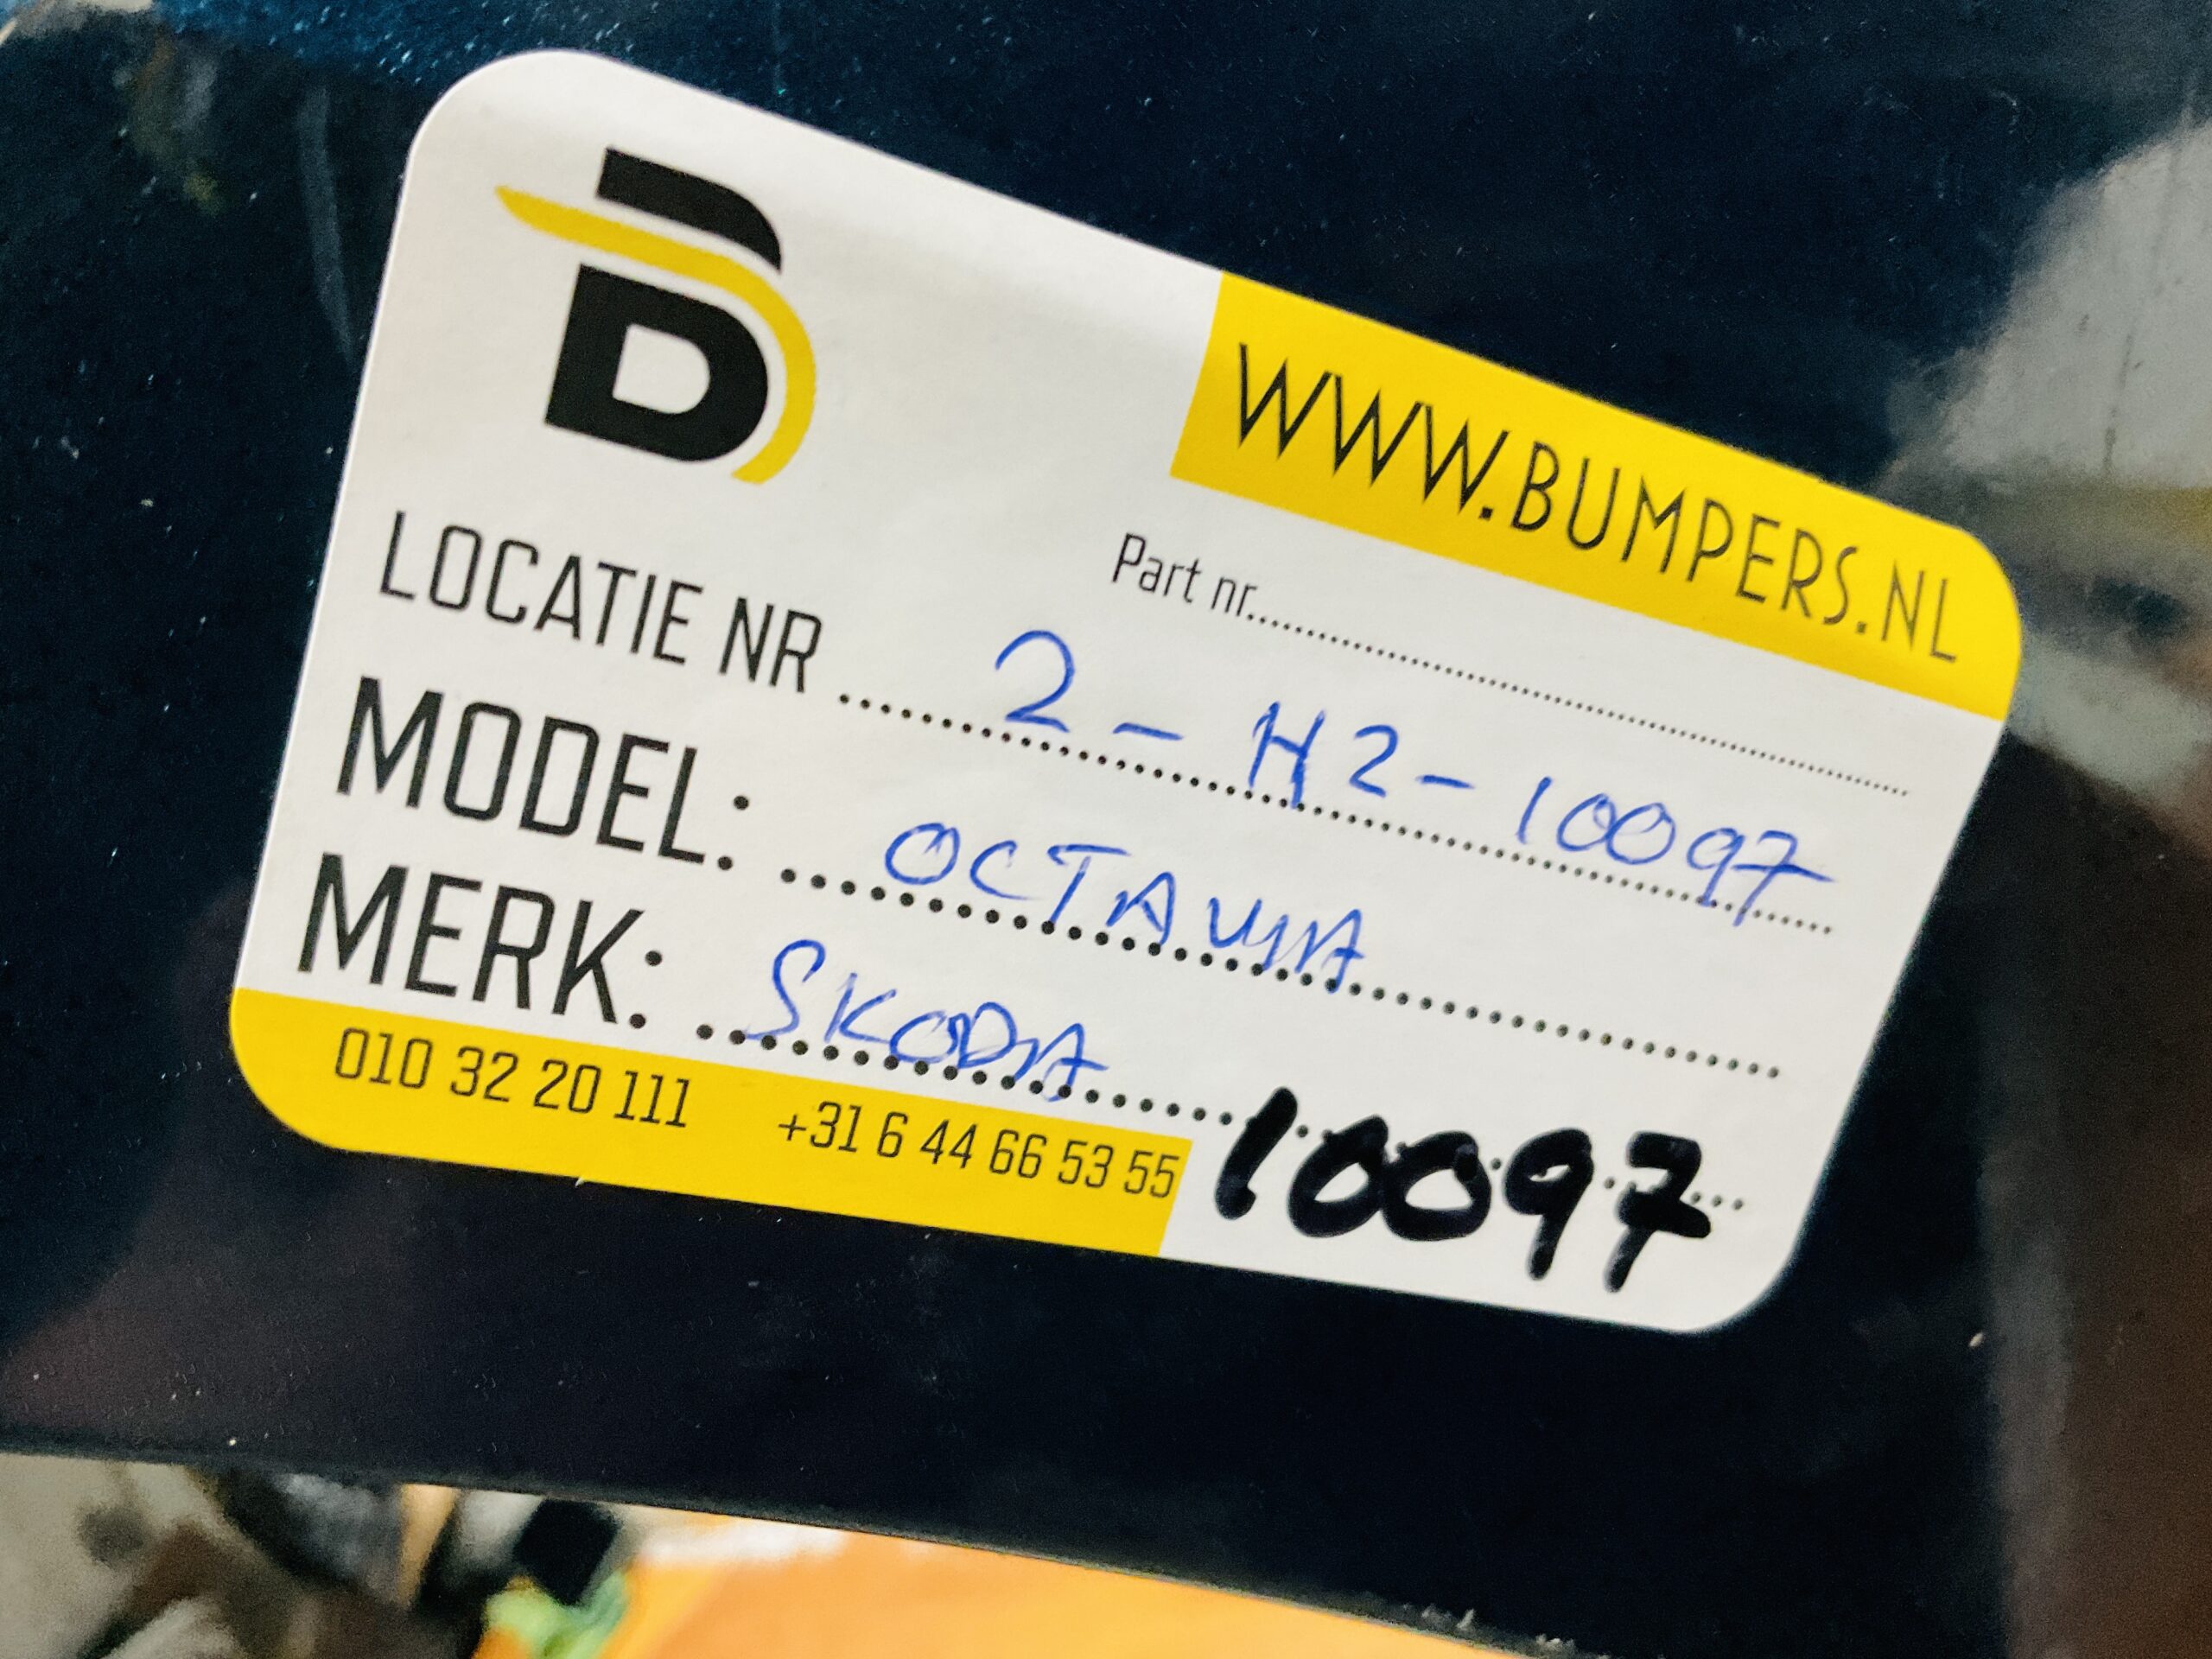 B
WWW.BUMPERS.NL
Part nr........................
LOCATIE NR ..... 2 - H2 - 10097
MODEL: ..... OCTAVIA
MERK: ..... SKODA
010 32 20 111 +31 6 44 66 53 55
10097